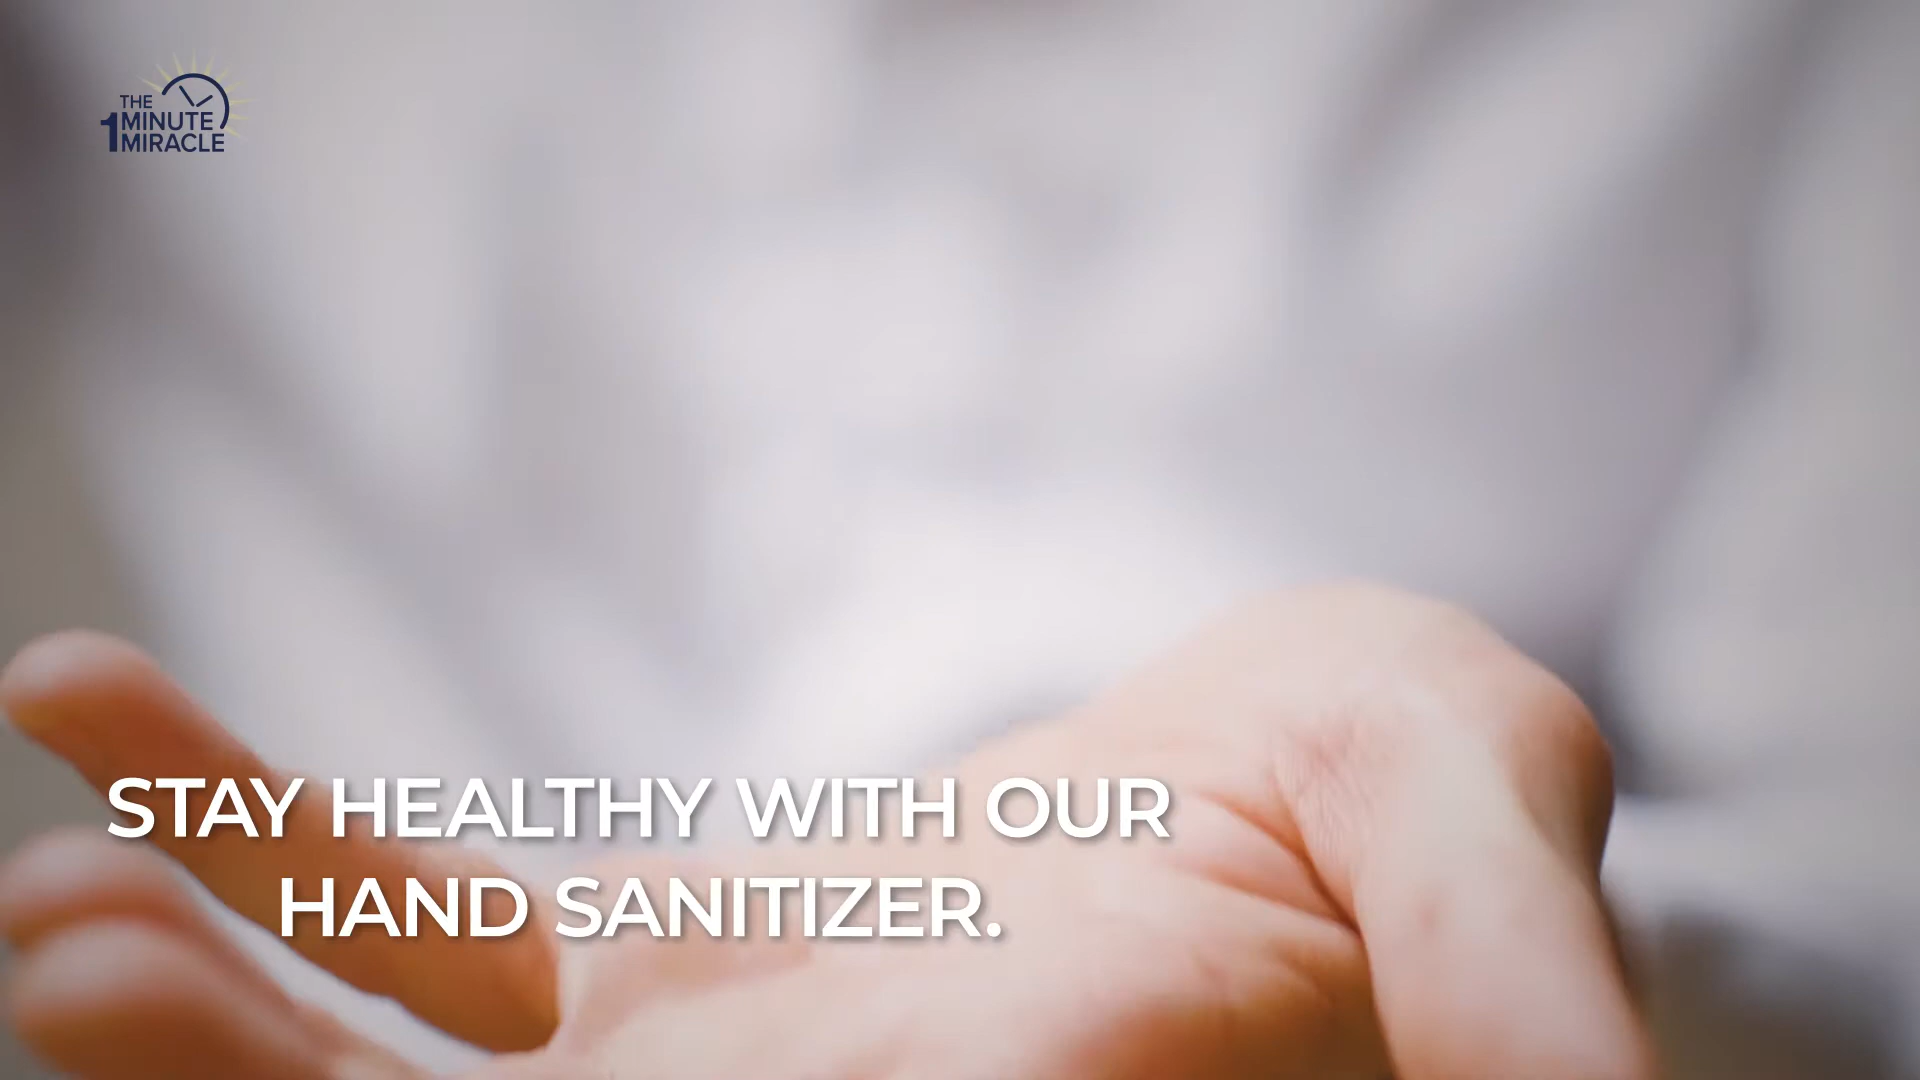 THE
1 MINUTE
MIRACLE
STAY HEALTHY WITH OUR
HAND SANITIZER.